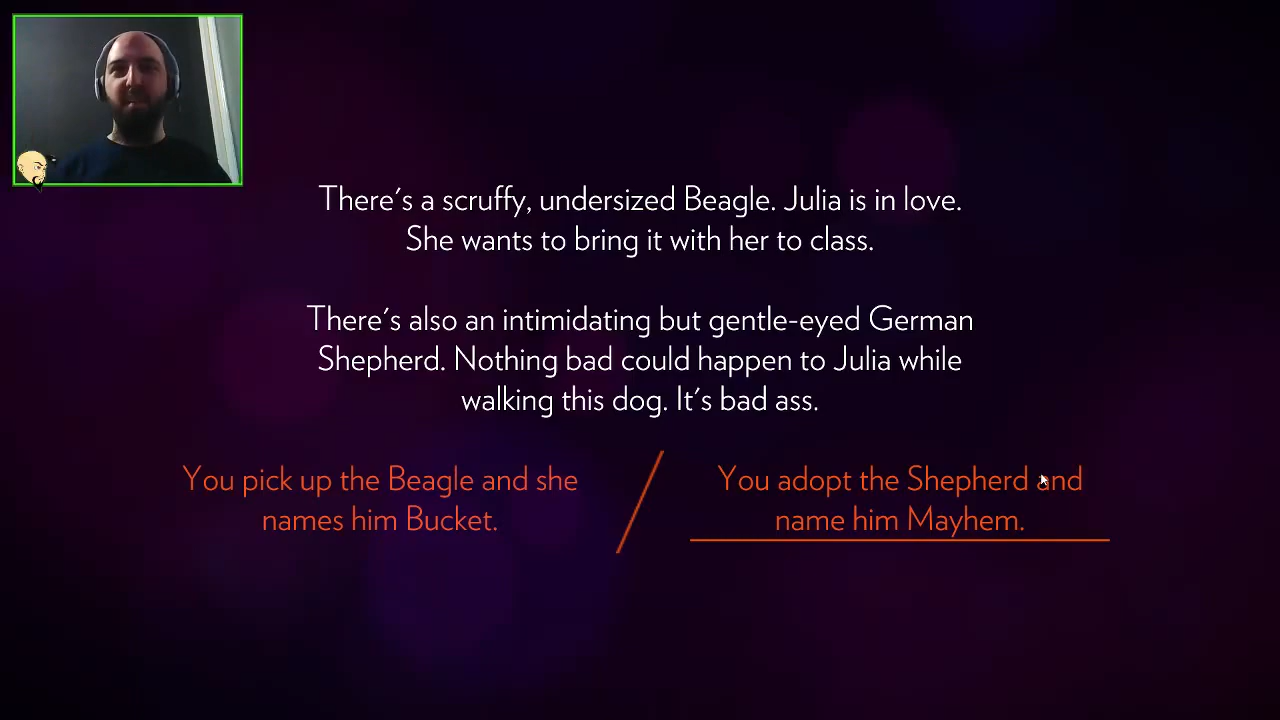 There's a scruffy, undersized Beagle. Julia is in love.
She wants to bring it with her to class.
There's also an intimidating but gentle-eyed German
Shepherd. Nothing bad could happen to Julia while
walking this dog. It's bad ass.
You pick up the Beagle and she
names him Bucket.
You adopt the Shepherd and
name him Mayhem.